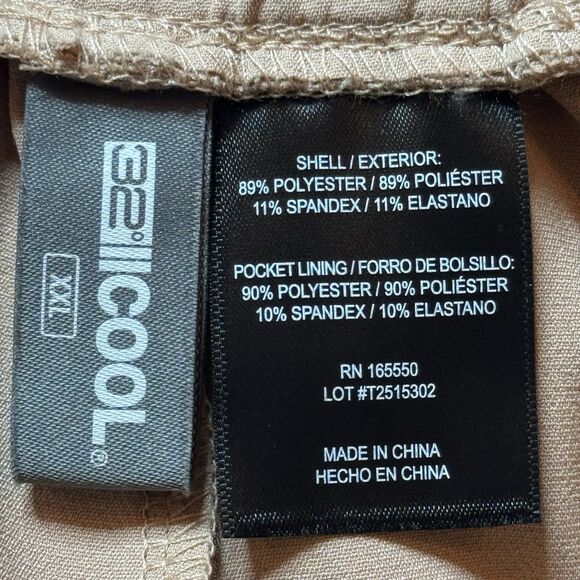 32° COOL®
XXL
SHELL / EXTERIOR:
89% POLYESTER / 89% POLIÉSTER
11% SPANDEX / 11% ELASTANO
POCKET LINING / FORRO DE BOLSILLO:
90% POLYESTER / 90% POLIÉSTER
10% SPANDEX / 10% ELASTANO
RN 165550
LOT #T2515302
MADE IN CHINA
HECHO EN CHINA